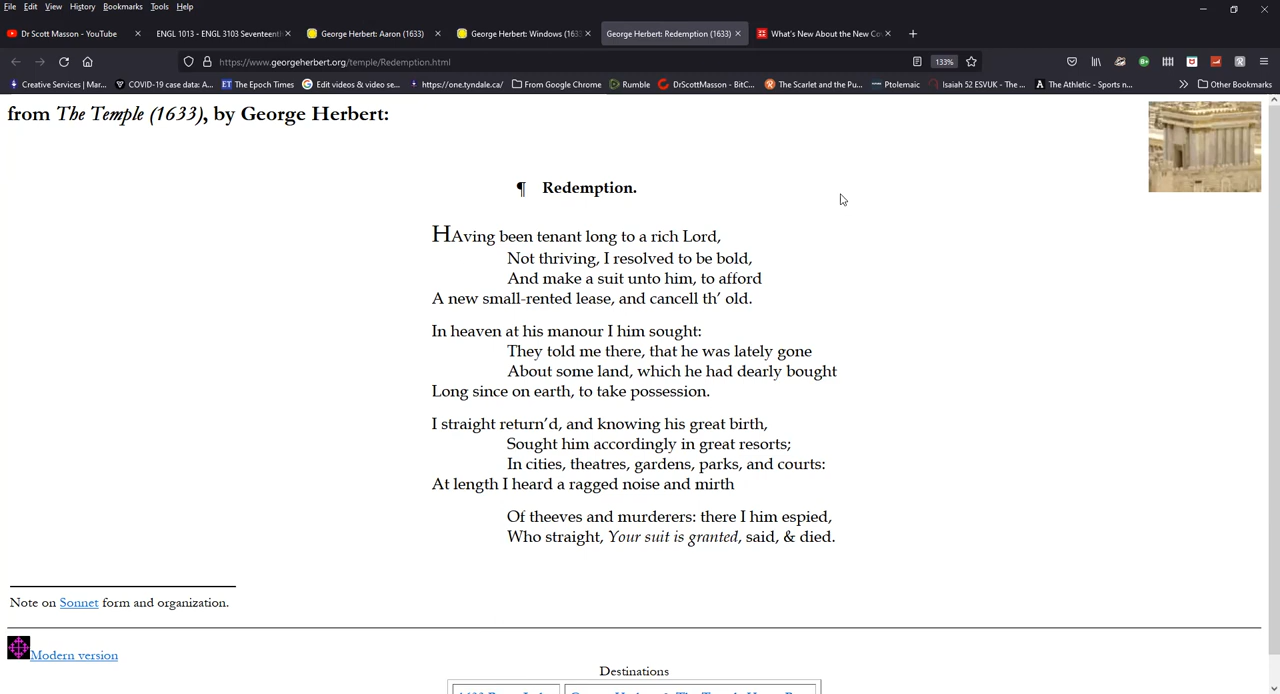 File Edit View History Bookmarks Tools Help
Dr Scott Masson - YouTube
ENGL 1013 - ENGL 3103 Seventeenth
George Herbert: Aaron (1633)
George Herbert: Windows (1633
George Herbert: Redemption (1633)
What's New About the New Co
https://www.georgeherbert.org/temple/Redemption.html
133%
Creative Services | Mar...
COVID-19 case data: A...
ET The Epoch Times
Edit videos & video se...
https://one.tyndale.ca/
From Google Chrome
Rumble
DrScottMasson - BitC...
The Scarlet and the Pu...
Ptolemaic
Isaiah 52 ESVUK - The ...
The Athletic - Sports n...
Other Bookmarks
from The Temple (1633), by George Herbert:
¶ Redemption.
HAving been tenant long to a rich Lord,
Not thriving, I resolved to be bold,
And make a suit unto him, to afford
A new small-rented lease, and cancell th’ old.
In heaven at his manour I him sought:
They told me there, that he was lately gone
About some land, which he had dearly bought
Long since on earth, to take possession.
I straight return’d, and knowing his great birth,
Sought him accordingly in great resorts;
In cities, theatres, gardens, parks, and courts:
At length I heard a ragged noise and mirth
Of theeves and murderers: there I him espied,
Who straight, Your suit is granted, said, & died.
Note on Sonnet form and organization.
Modern version
Destinations